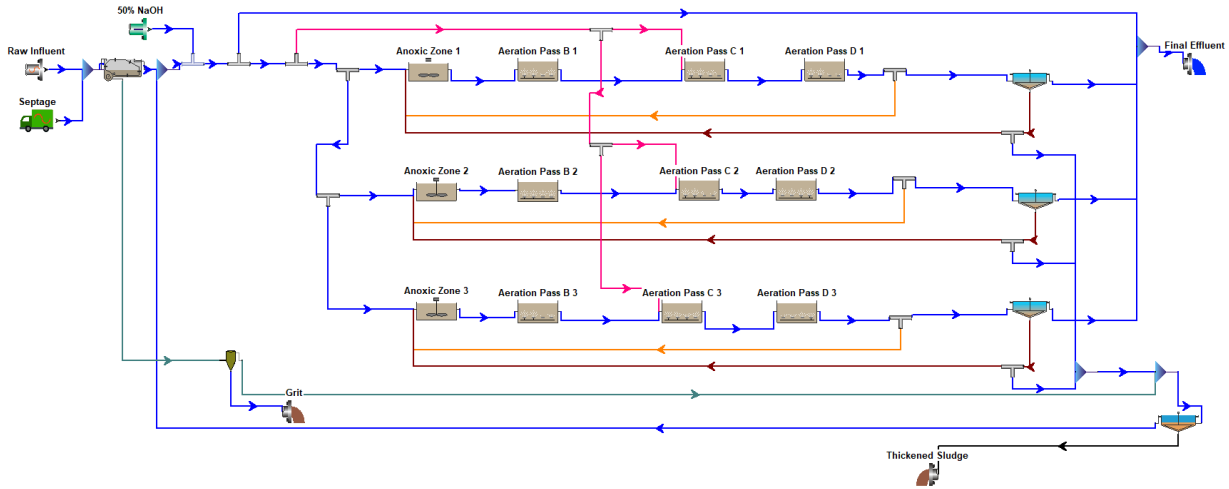 50% NaOH
Raw Influent
Septage
Anoxic Zone 1
Aeration Pass B 1
Aeration Pass C 1
Aeration Pass D 1
Final Effluent
Anoxic Zone 2
Aeration Pass B 2
Aeration Pass C 2
Aeration Pass D 2
Anoxic Zone 3
Aeration Pass B 3
Aeration Pass C 3
Aeration Pass D 3
Grit
Thickened Sludge